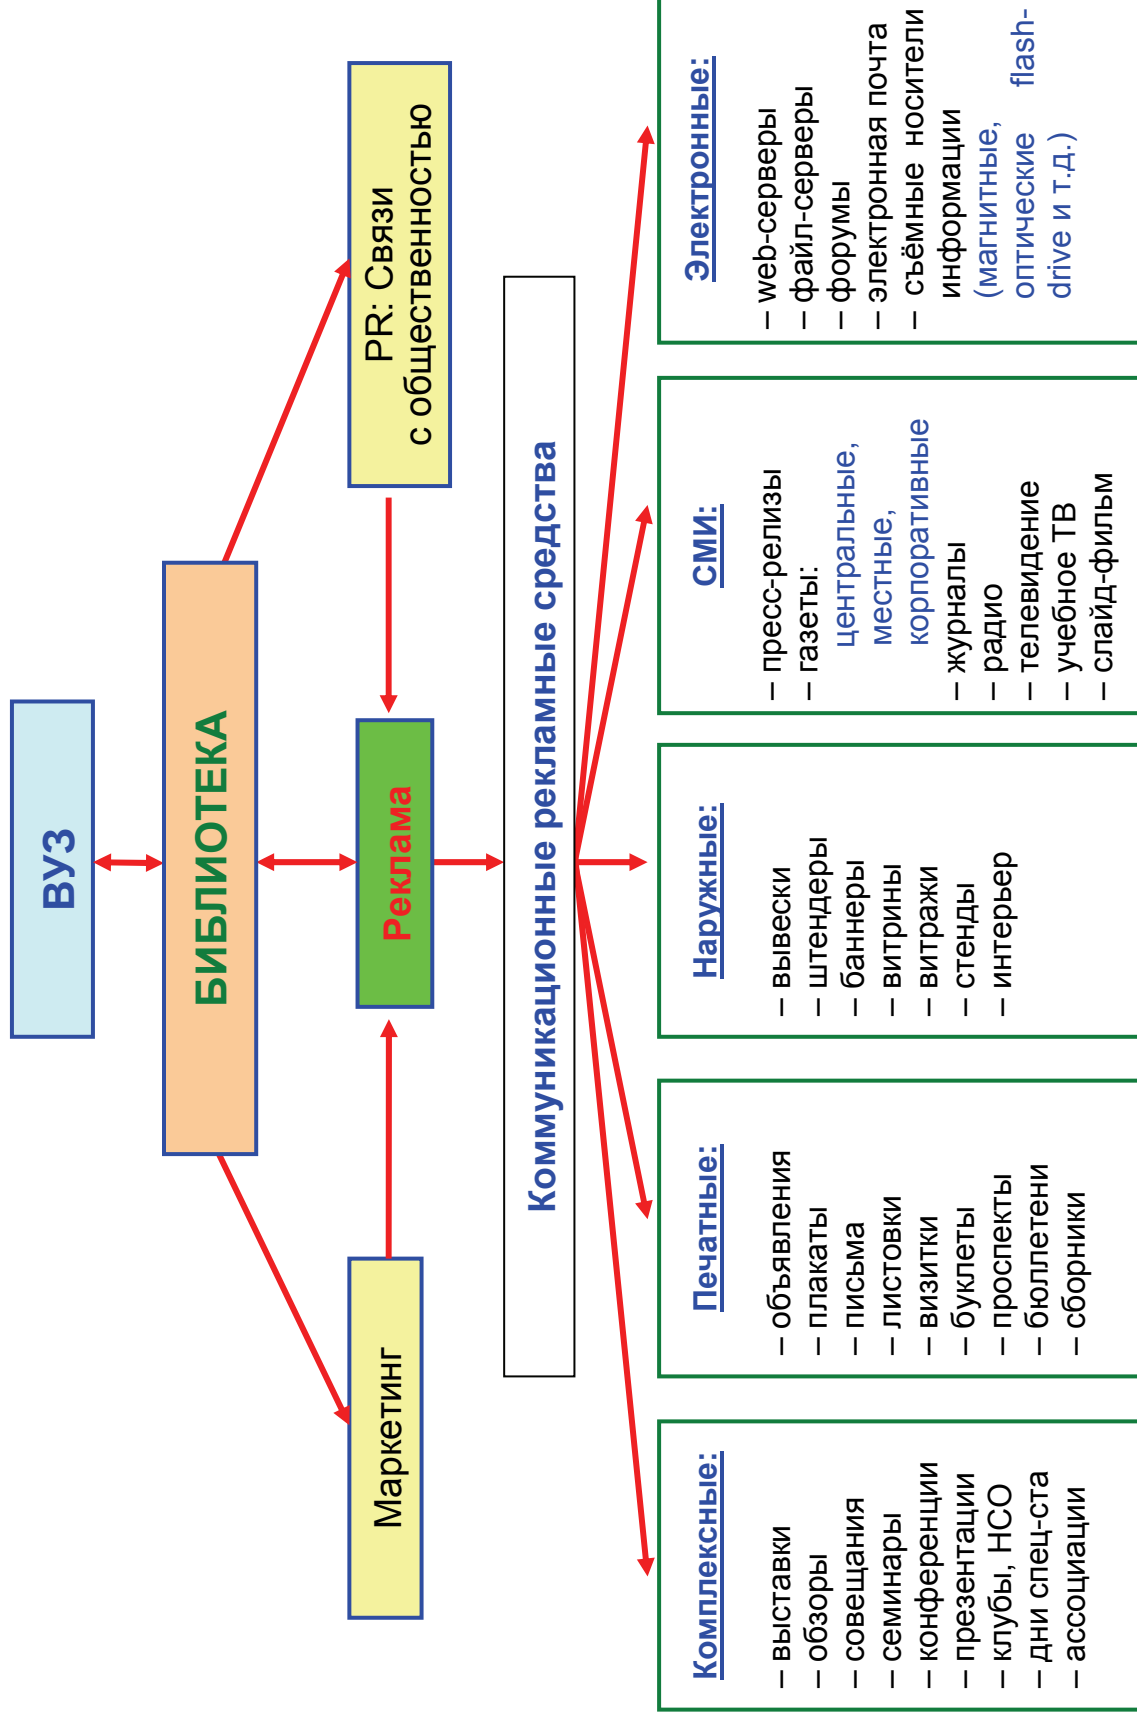 ВУЗ
БИБЛИОТЕКА
Маркетинг
Реклама
PR: Связи
с общественностью
Коммуникационные рекламные средства
Комплексные:
– выставки
– обзоры
– совещания
– семинары
– конференции
– презентации
– клубы, НСО
– дни спец-ста
– ассоциации
Печатные:
– объявления
– плакаты
– письма
– листовки
– визитки
– буклеты
– проспекты
– бюллетени
– сборники
Наружные:
– вывески
– штендеры
– баннеры
– витрины
– витражи
– стенды
– интерьер
СМИ:
– пресс-релизы
– газеты:
центральные,
местные,
корпоративные
– журналы
– радио
– телевидение
– учебное ТВ
– слайд-фильм
Электронные:
– web-серверы
– файл-серверы
– форумы
– электронная почта
– съёмные носители
информации
(магнитные,
оптические flash-
drive и т.д.)